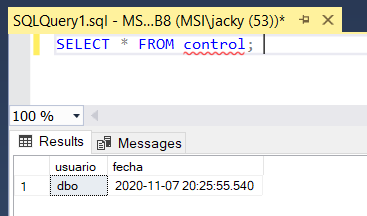 SQLQuery1.sql - MS...B8 (MSI\jacky (53))*
SELECT * FROM control;
100 %
Results Messages
usuario fecha
1 dbo 2020-11-07 20:25:55.540